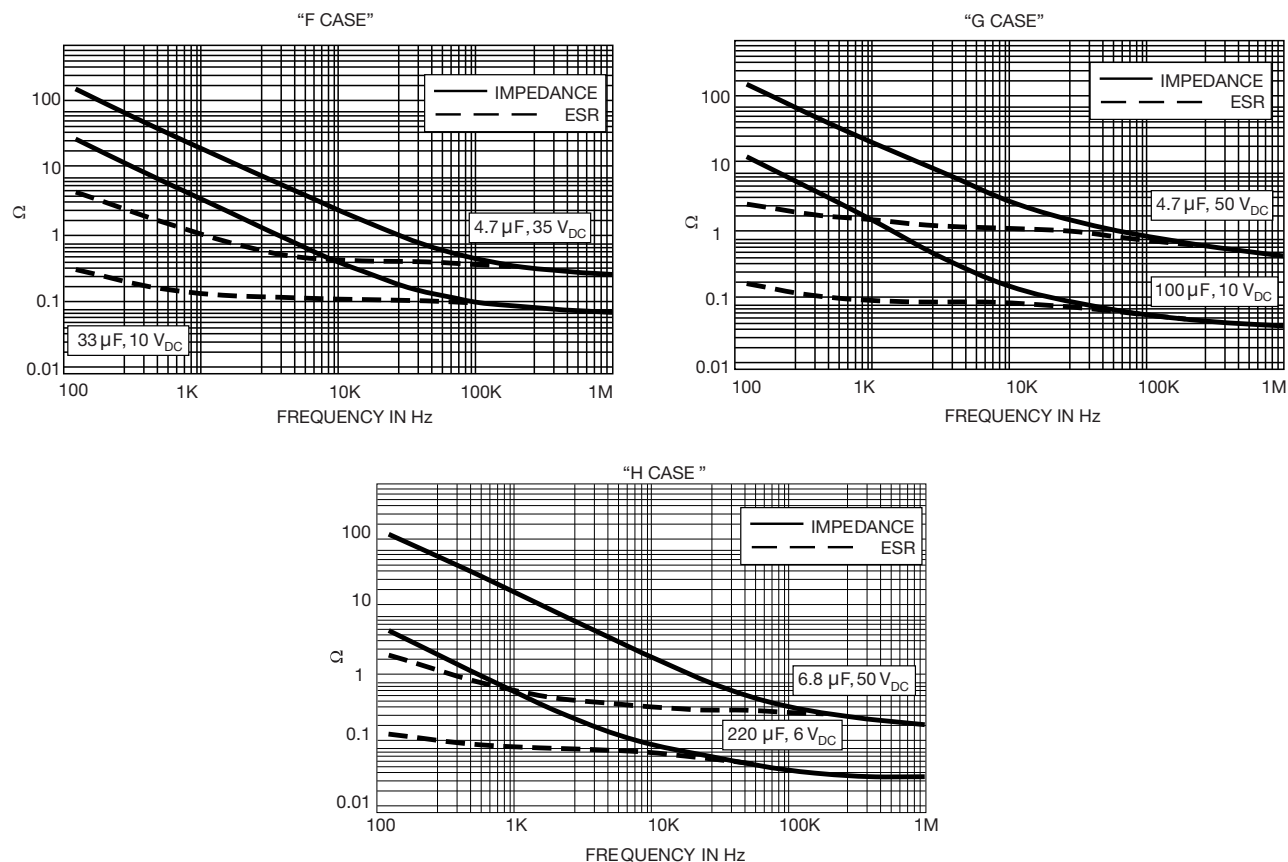 “F CASE”
IMPEDANCE
ESR
100
10
1
0.1
0.01
Ω
4.7 µF, 35 V_DC
33 µF, 10 V_DC
100
1K
10K
100K
1M
FREQUENCY IN Hz
“G CASE”
IMPEDANCE
ESR
100
10
1
0.1
0.01
Ω
4.7 µF, 50 V_DC
100 µF, 10 V_DC
100
1K
10K
100K
1M
FREQUENCY IN Hz
“H CASE ”
IMPEDANCE
ESR
100
10
1
0.1
0.01
Ω
6.8 µF, 50 V_DC
220 µF, 6 V_DC
100
1K
10K
100K
1M
FREQUENCY IN Hz